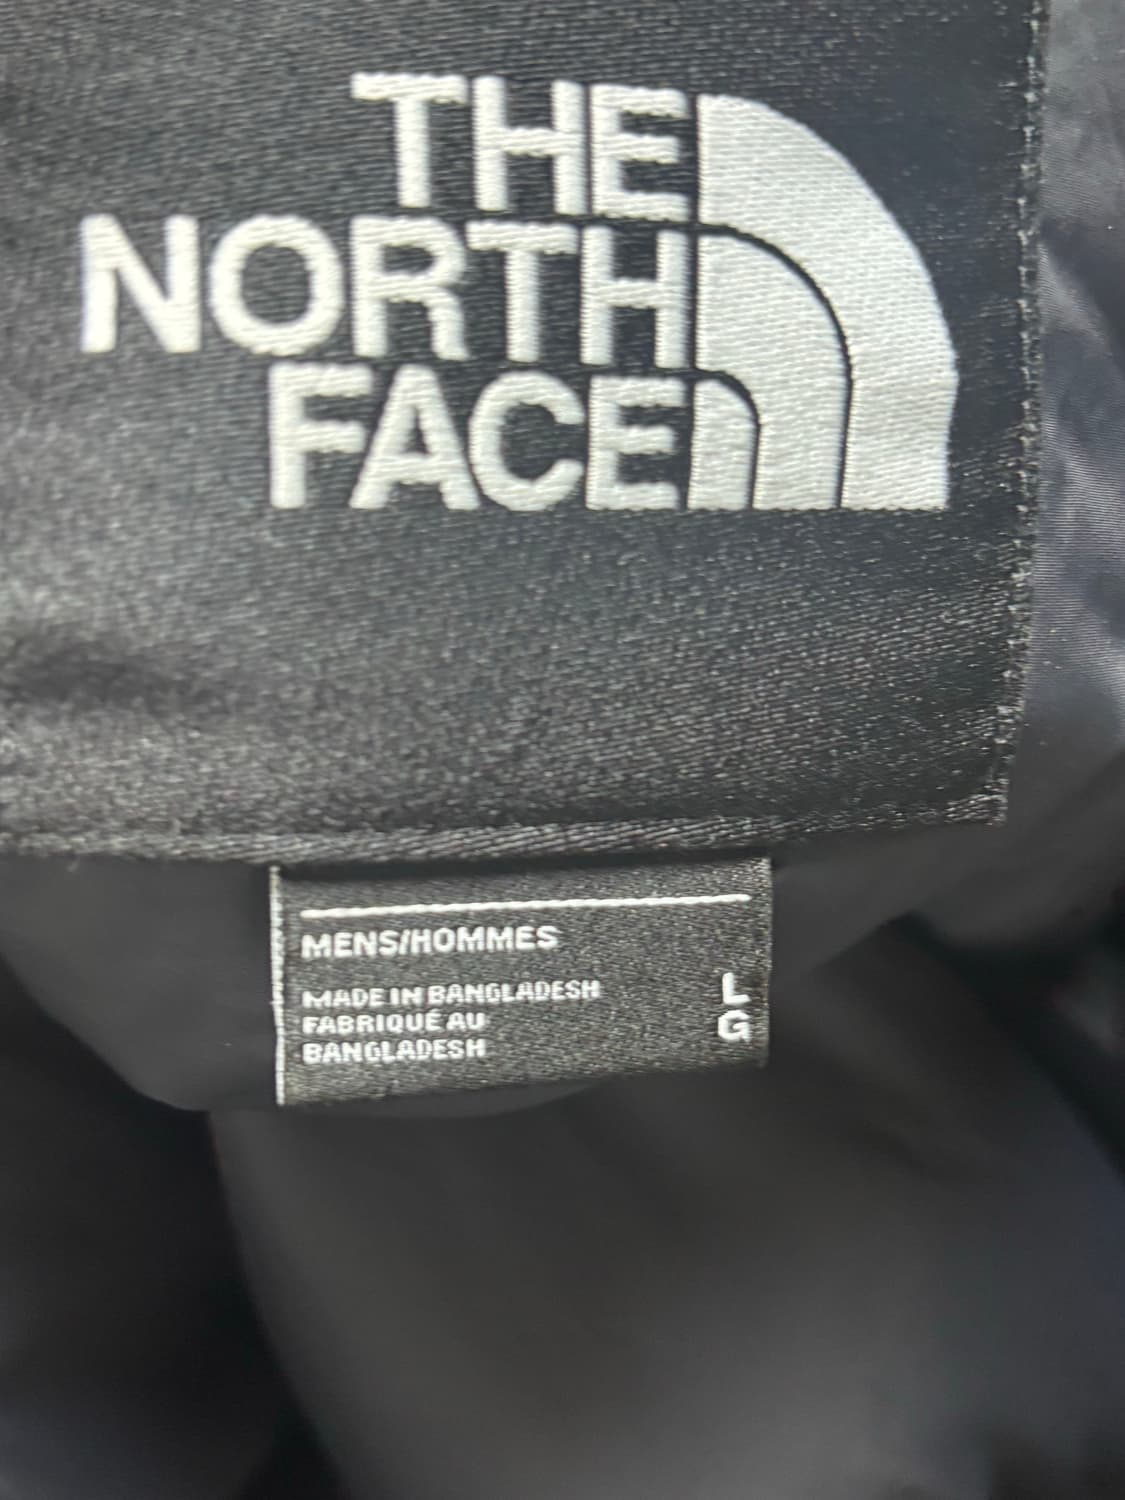 THE
NORTH
FACE
MENS/HOMMES
MADE IN BANGLADESH
FABRIQUÉ AU
BANGLADESH
L
G